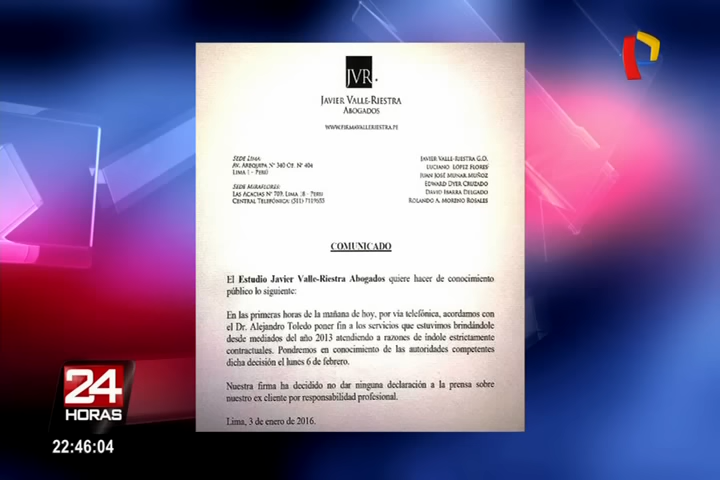 JVR.
JAVIER VALLE-RIESTRA
ABOGADOS
WWW.FIRMAVALLERIESTRA.PE
SEDE LIMA:
AV. AREQUIPA Nº 340 OF. Nº 404
LIMA 1 - PERÚ
SEDE MIRAFLORES:
LAS ACACIAS Nº 709, LIMA 18 - PERÚ
CENTRAL TELEFÓNICA: (511)
JAVIER VALLE-RIESTRA G.O.
LUCIANO LÓPEZ FLORES
JUAN JOSÉ MUNAR MUÑOZ
EDWARD DYER CRUZADO
DAVID IBARRA DELGADO
ROLANDO A. MORENO ROSALES
COMUNICADO
El Estudio Javier Valle-Riestra Abogados quiere hacer de conocimiento
público lo siguiente:
En las primeras horas de la mañana de hoy, por vía telefónica, acordamos con
el Dr. Alejandro Toledo poner fin a los servicios que estuvimos brindándole
desde mediados del año 2013 atendiendo a razones de índole estrictamente
contractuales. Pondremos en conocimiento de las autoridades competentes
dicha decisión el lunes 6 de febrero.
Nuestra firma ha decidido no dar ninguna declaración a la prensa sobre
nuestro ex cliente por responsabilidad profesional.
Lima, 3 de enero de 2016.
24
HORAS
22:46:04